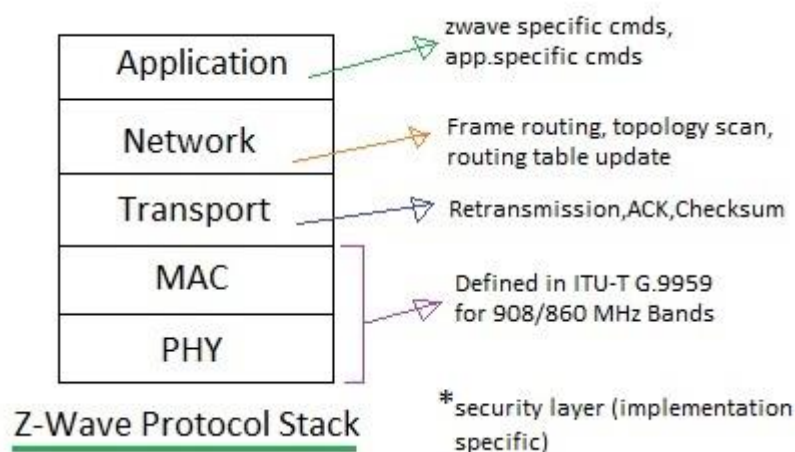 Application
zwave specific cmds,
app.specific cmds
Network
Frame routing, topology scan,
routing table update
Transport
Retransmission,ACK,Checksum
MAC
PHY
Defined in ITU-T G.9959
for 908/860 MHz Bands
Z-Wave Protocol Stack
*security layer (implementation
specific)